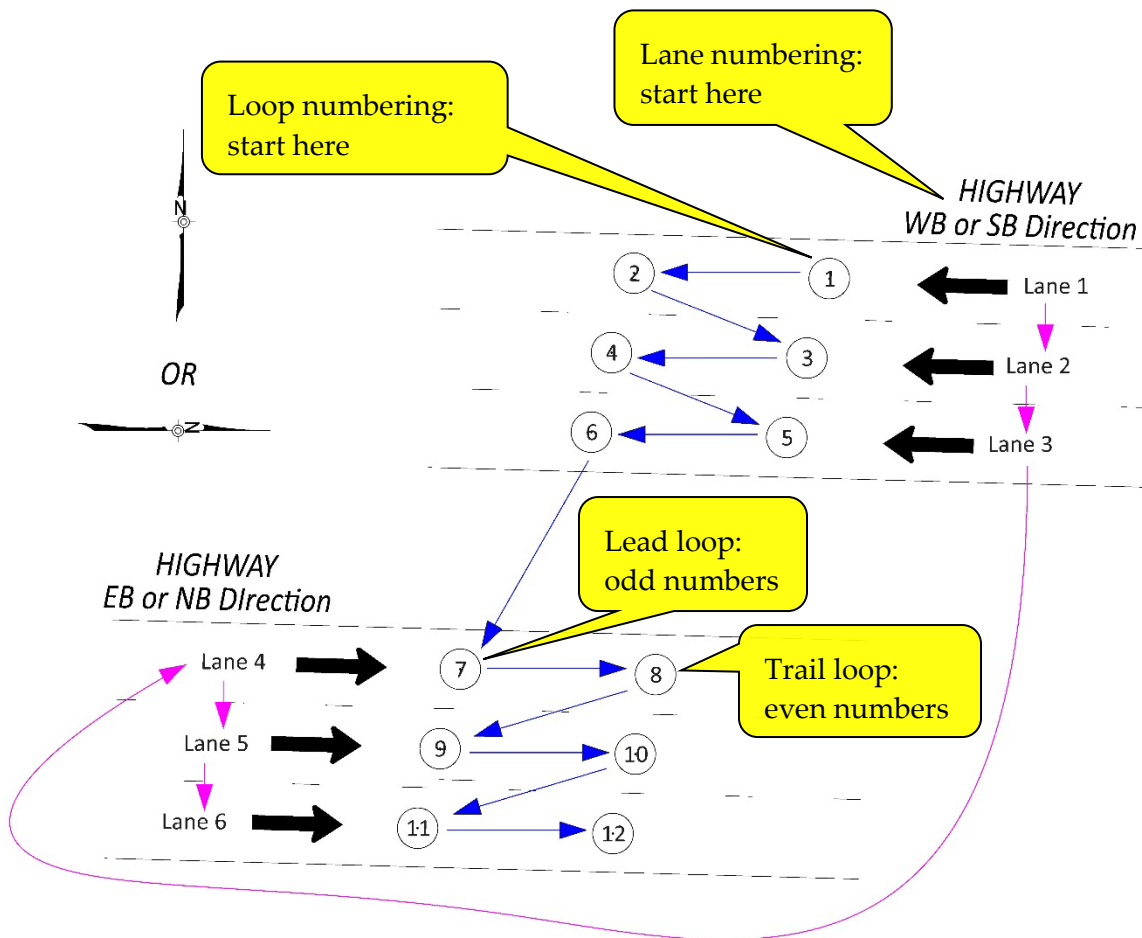 Lane numbering:
start here
Loop numbering:
start here
N
HIGHWAY
WB or SB Direction
2
1
Lane 1
OR
4
3
Lane 2
N
6
5
Lane 3
Lead loop:
odd numbers
HIGHWAY
EB or NB DIrection
Lane 4
7
8
Trail loop:
even numbers
Lane 5
9
10
Lane 6
11
12